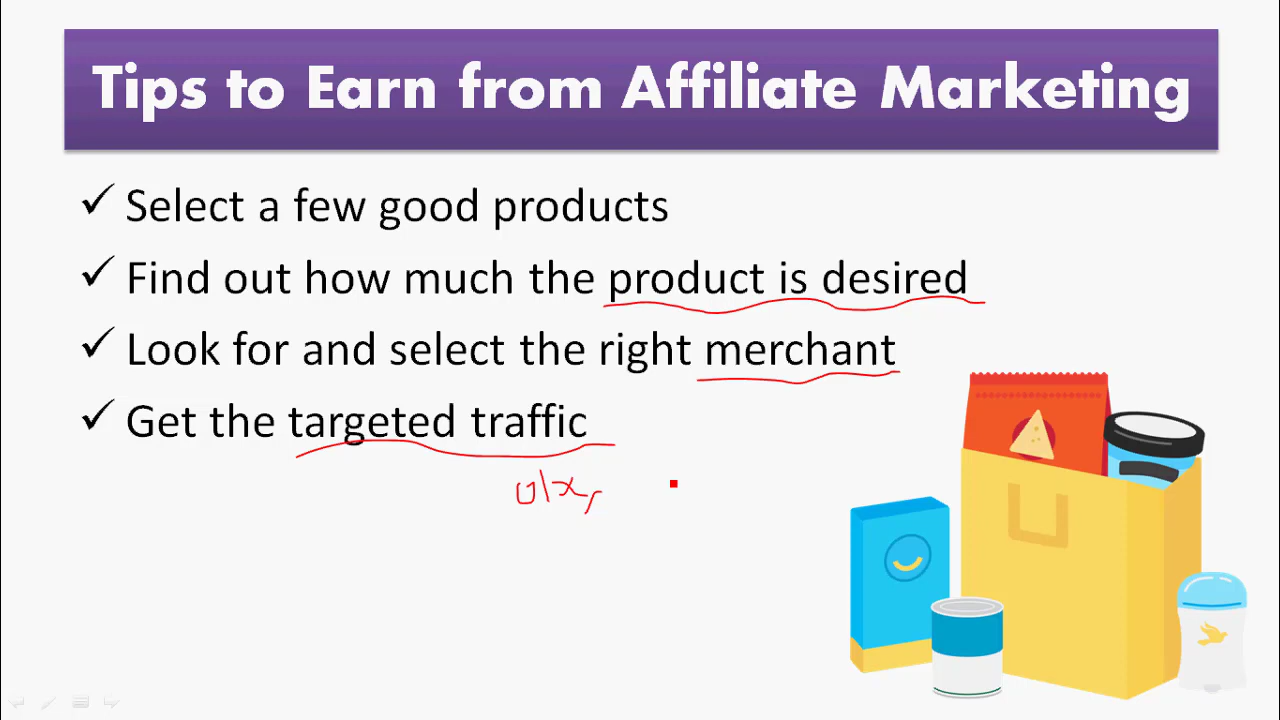 Tips to Earn from Affiliate Marketing
✓ Select a few good products
✓ Find out how much the product is desired
✓ Look for and select the right merchant
✓ Get the targeted traffic
olx,